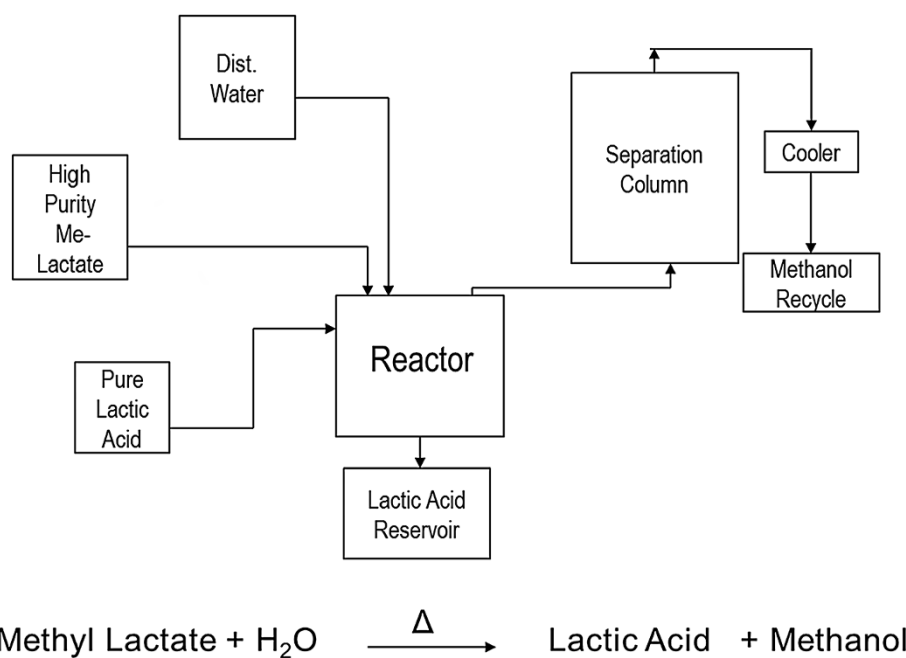 Dist.
Water
High
Purity
Me-
Lactate
Pure
Lactic
Acid
Reactor
Lactic Acid
Reservoir
Separation
Column
Cooler
Methanol
Recycle
Methyl Lactate + H₂O Δ Lactic Acid + Methanol